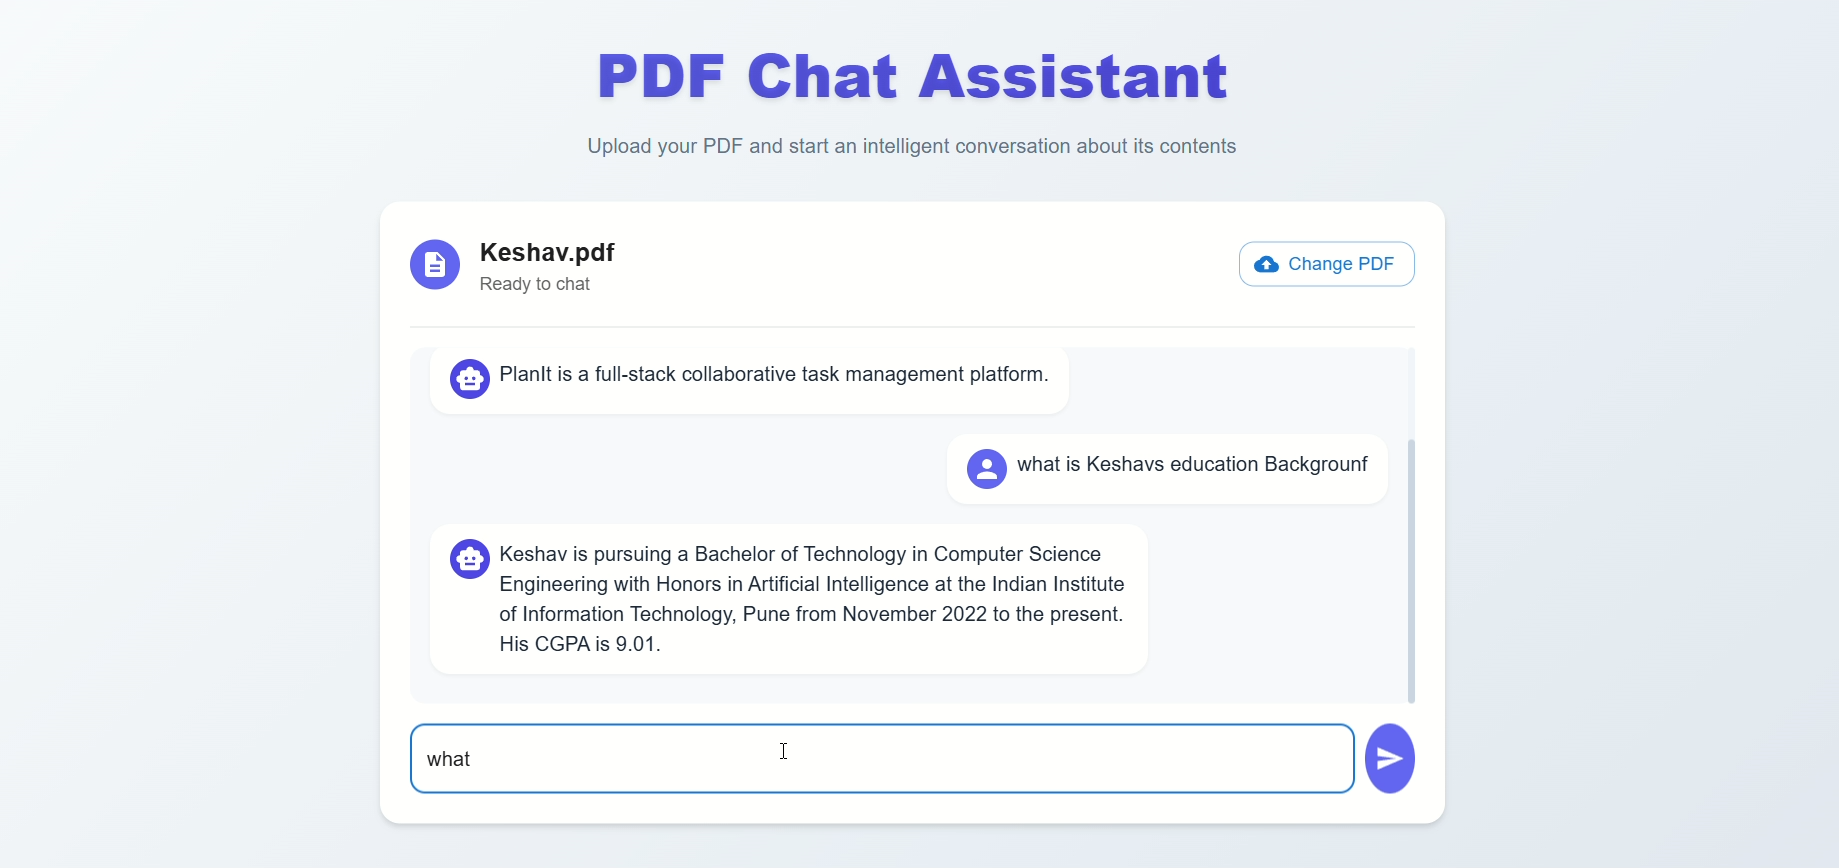 PDF Chat Assistant
Upload your PDF and start an intelligent conversation about its contents
Keshav.pdf
Ready to chat
Change PDF
PlanIt is a full-stack collaborative task management platform.
what is Keshavs education Backgrounf
Keshav is pursuing a Bachelor of Technology in Computer Science
Engineering with Honors in Artificial Intelligence at the Indian Institute
of Information Technology, Pune from November 2022 to the present.
His CGPA is 9.01.
what